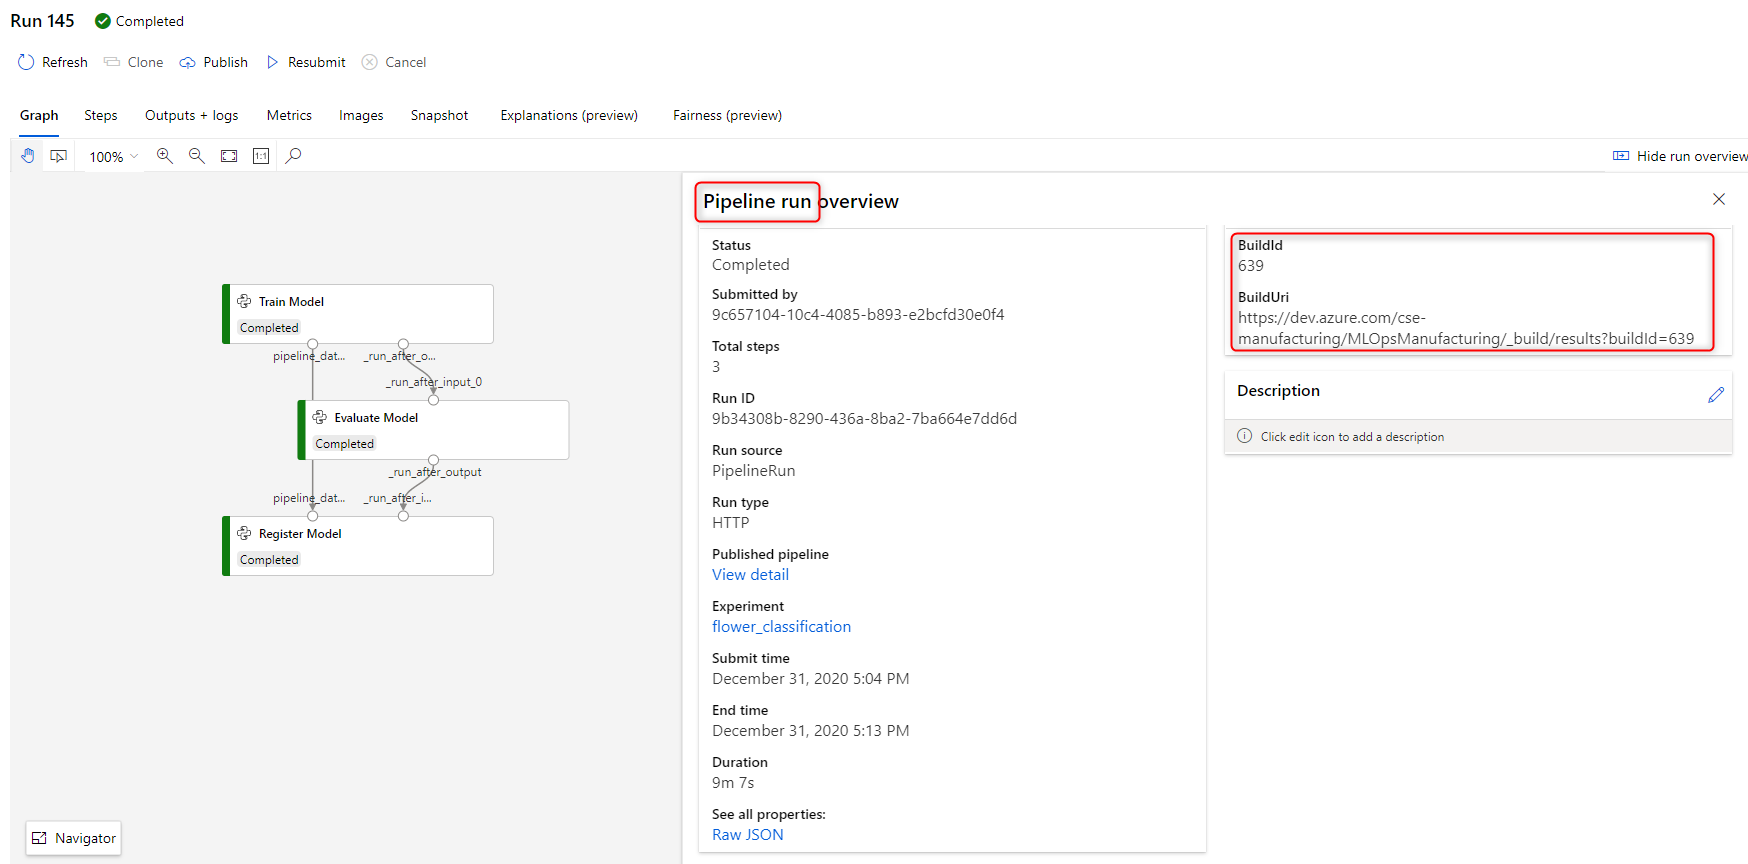 Run 145 Completed
Refresh Clone Publish Resubmit Cancel
Graph Steps Outputs + logs Metrics Images Snapshot Explanations (preview) Fairness (preview)
100% 1:1 Hide run overview
Train Model
Completed
pipeline_dat... _run_after_o...
_run_after_input_0
Evaluate Model
Completed
_run_after_output
pipeline_dat... _run_after_i...
Register Model
Completed
Navigator
Pipeline run overview
Status
Completed
Submitted by
9c657104-10c4-4085-b893-e2bcfd30e0f4
Total steps
3
Run ID
9b34308b-8290-436a-8ba2-7ba664e7dd6d
Run source
PipelineRun
Run type
HTTP
Published pipeline
View detail
Experiment
flower_classification
Submit time
December 31, 2020 5:04 PM
End time
December 31, 2020 5:13 PM
Duration
9m 7s
See all properties:
Raw JSON
BuildId
639
BuildUri
https://dev.azure.com/cse-
manufacturing/MLOpsManufacturing/_build/results?buildId=639
Description
Click edit icon to add a description